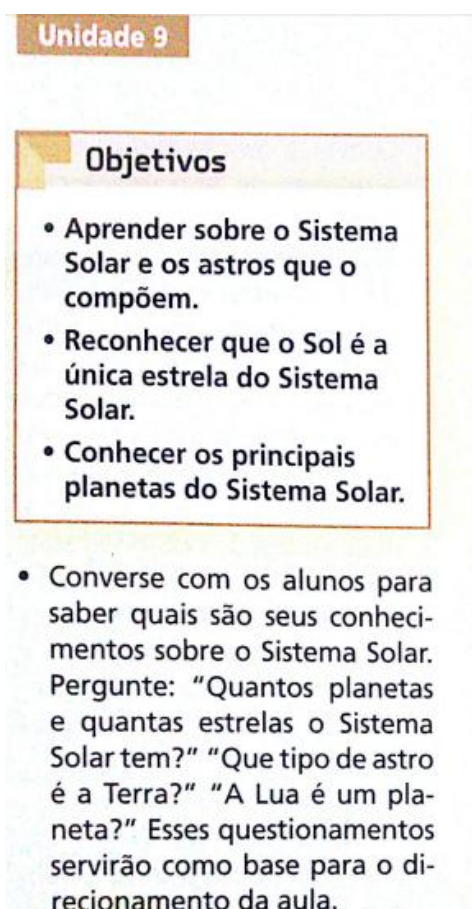 Unidade 9
Objetivos
• Aprender sobre o Sistema
Solar e os astros que o
compõem.
• Reconhecer que o Sol é a
única estrela do Sistema
Solar.
• Conhecer os principais
planetas do Sistema Solar.
• Converse com os alunos para
saber quais são seus conheci-
mentos sobre o Sistema Solar.
Pergunte: “Quantos planetas
e quantas estrelas o Sistema
Solar tem?” “Que tipo de astro
é a Terra?” “A Lua é um pla-
neta?” Esses questionamentos
servirão como base para o di-
recionamento da aula.